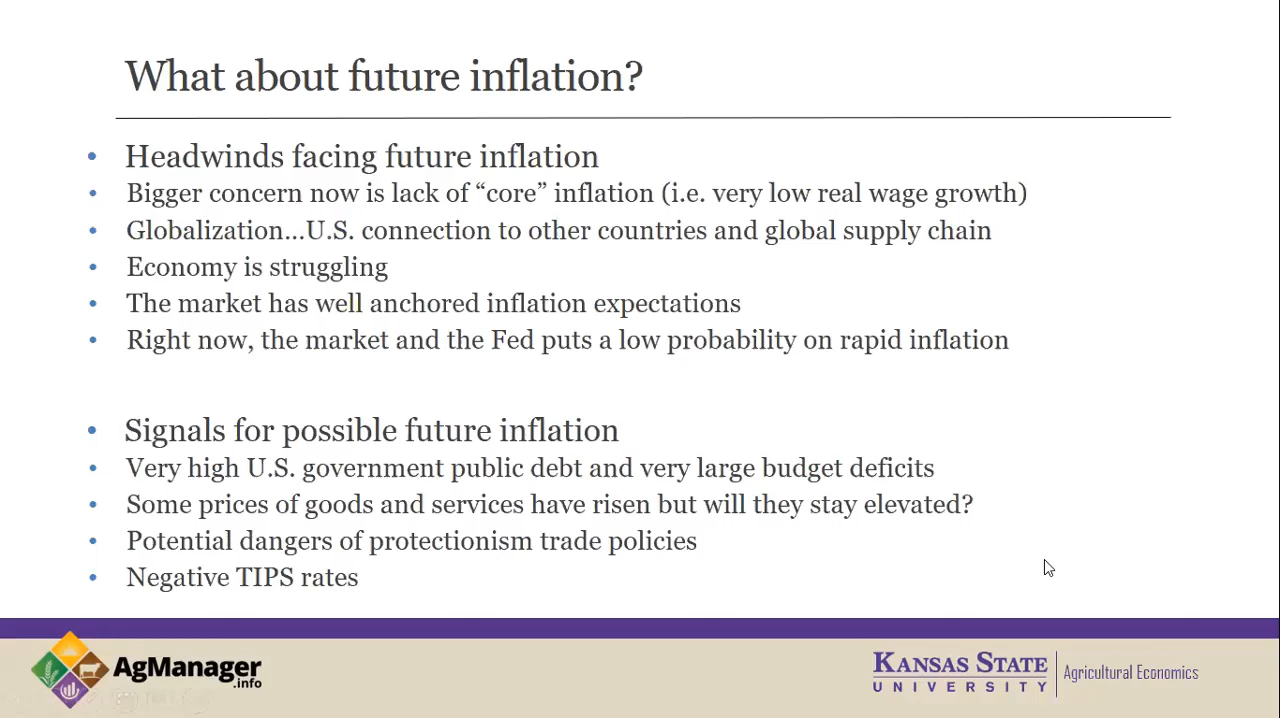 What about future inflation?
• Headwinds facing future inflation
• Bigger concern now is lack of “core” inflation (i.e. very low real wage growth)
• Globalization…U.S. connection to other countries and global supply chain
• Economy is struggling
• The market has well anchored inflation expectations
• Right now, the market and the Fed puts a low probability on rapid inflation
• Signals for possible future inflation
• Very high U.S. government public debt and very large budget deficits
• Some prices of goods and services have risen but will they stay elevated?
• Potential dangers of protectionism trade policies
• Negative TIPS rates
AgManager
.info
KANSAS STATE
UNIVERSITY
Agricultural Economics